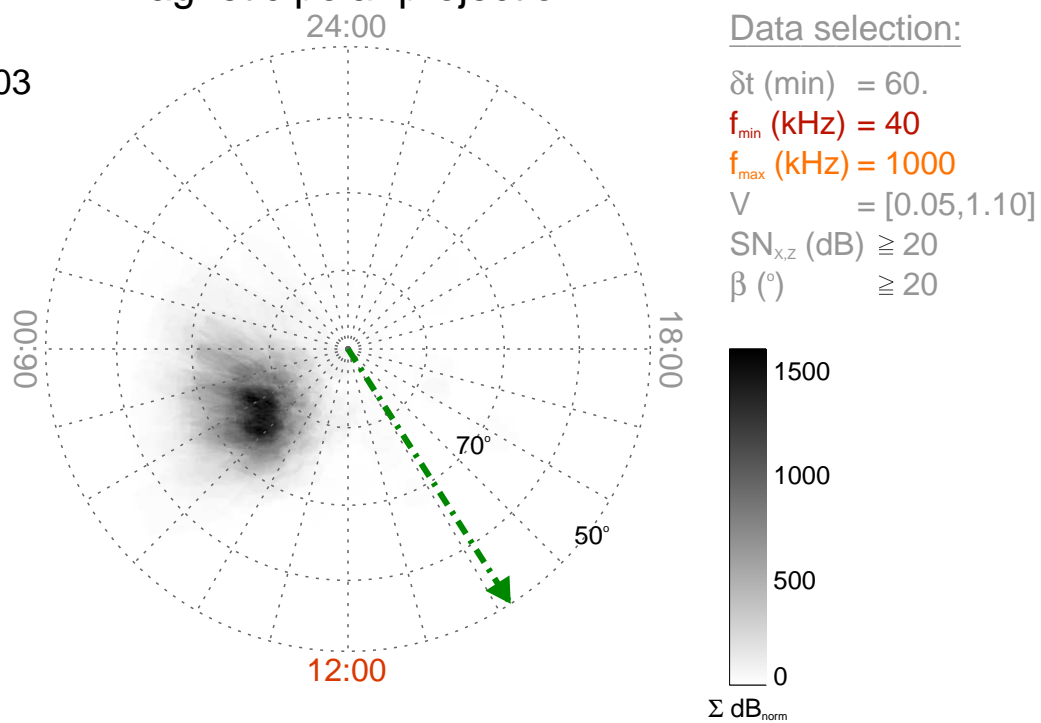 24:00
03
06:00
18:00
70°
50°
12:00
Data selection:
δt (min) = 60.
fmin (kHz) = 40
fmax (kHz) = 1000
V = [0.05,1.10]
SNX,Z (dB) ≧ 20
β (°) ≧ 20
1500
1000
500
0
Σ dBnorm